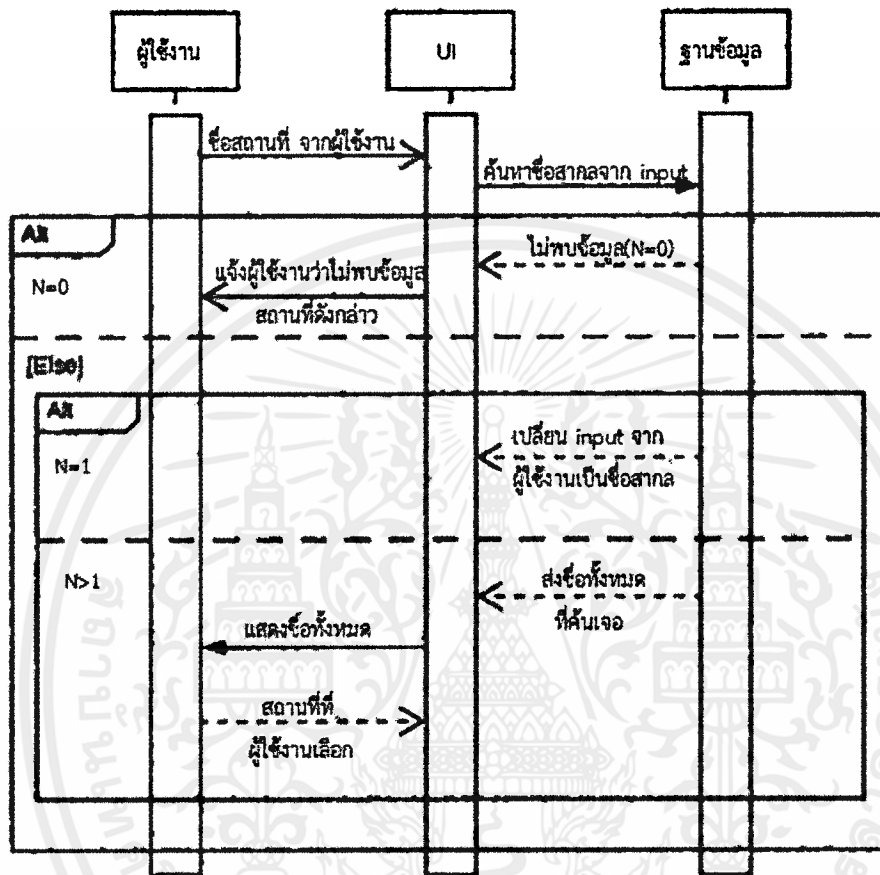 ผู้ใช้งาน
UI
ฐานข้อมูล
ชื่อสถานที่ จากผู้ใช้งาน
ค้นหาชื่อสากลจาก input
Alt
ไม่พบข้อมูล(N=0)
N=0
แจ้งผู้ใช้งานว่าไม่พบข้อมูล
สถานที่ดังกล่าว
[Else]
Alt
เปลี่ยน input จาก
N=1
ผู้ใช้งานเป็นชื่อสากล
N>1
ส่งชื่อทั้งหมด
ที่ค้นเจอ
แสดงชื่อทั้งหมด
สถานที่ที่
ผู้ใช้งานเลือก